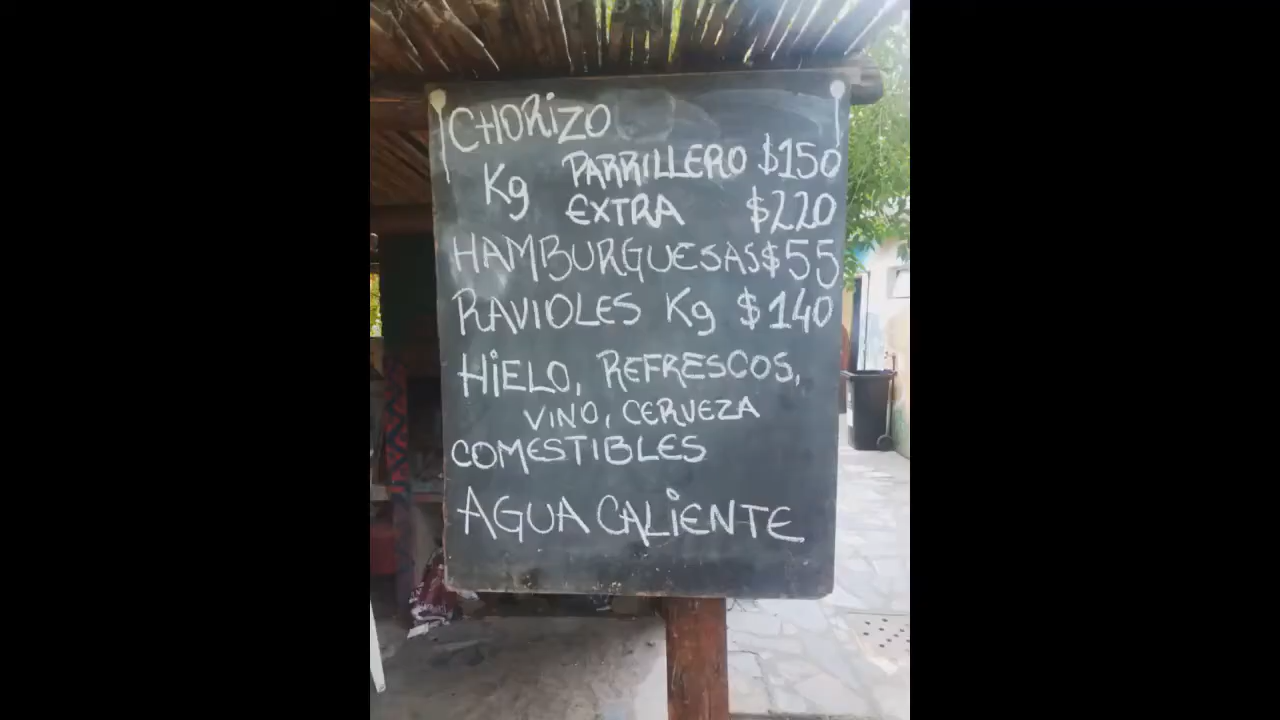 CHORiZO
Kg PARRILLERO $150
EXTRA $220
HAMBURGUESAS $55
RAVIOLES Kg $140
HiELO, REFRESCOS,
VINO, CERVEZA
COMESTIBLES
AGUA CALiENTE